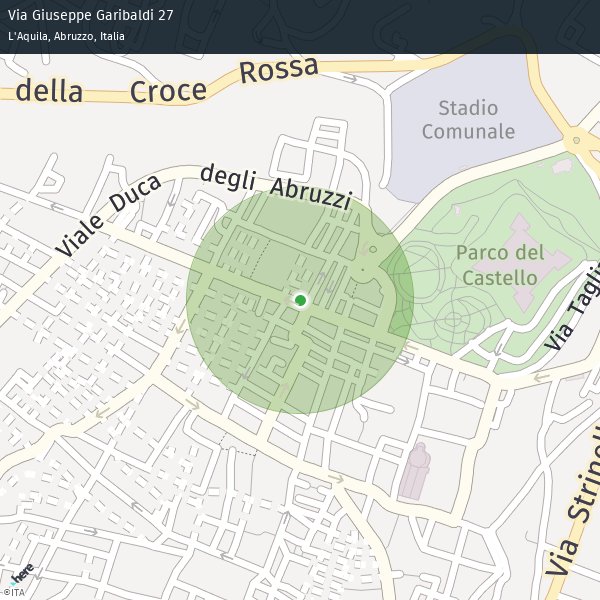 Via Giuseppe Garibaldi 27
L'Aquila, Abruzzo, Italia
della Croce Rossa
Stadio
Comunale
Viale Duca degli Abruzzi
Parco del
Castello
Via Tagli
Via Strinell
here
©ITA